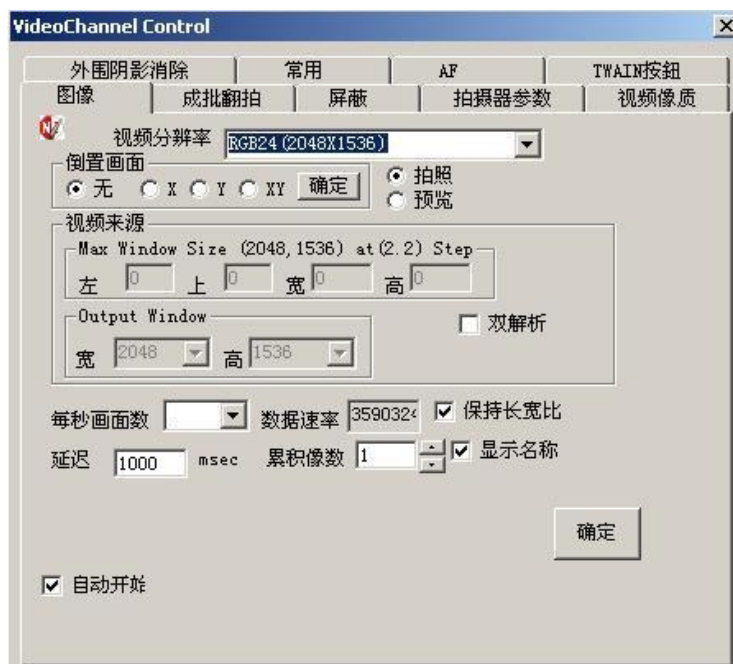 VideoChannel Control
外围阴影消除 常用 AF TWAIN按鈕
图像 成批翻拍 屏蔽 拍摄器参数 视频像质
视频分辨率 RGB24(2048X1536)
倒置画面
无 X Y XY 确定
拍照
预览
视频来源
Max Window Size (2048,1536) at(2.2) Step
左 0 上 0 宽 0 高 0
Output Window
宽 2048 高 1536
双解析
每秒画面数 数据速率 3590324 保持长宽比
延迟 1000 msec 累积像数 1 显示名称
确定
自动开始